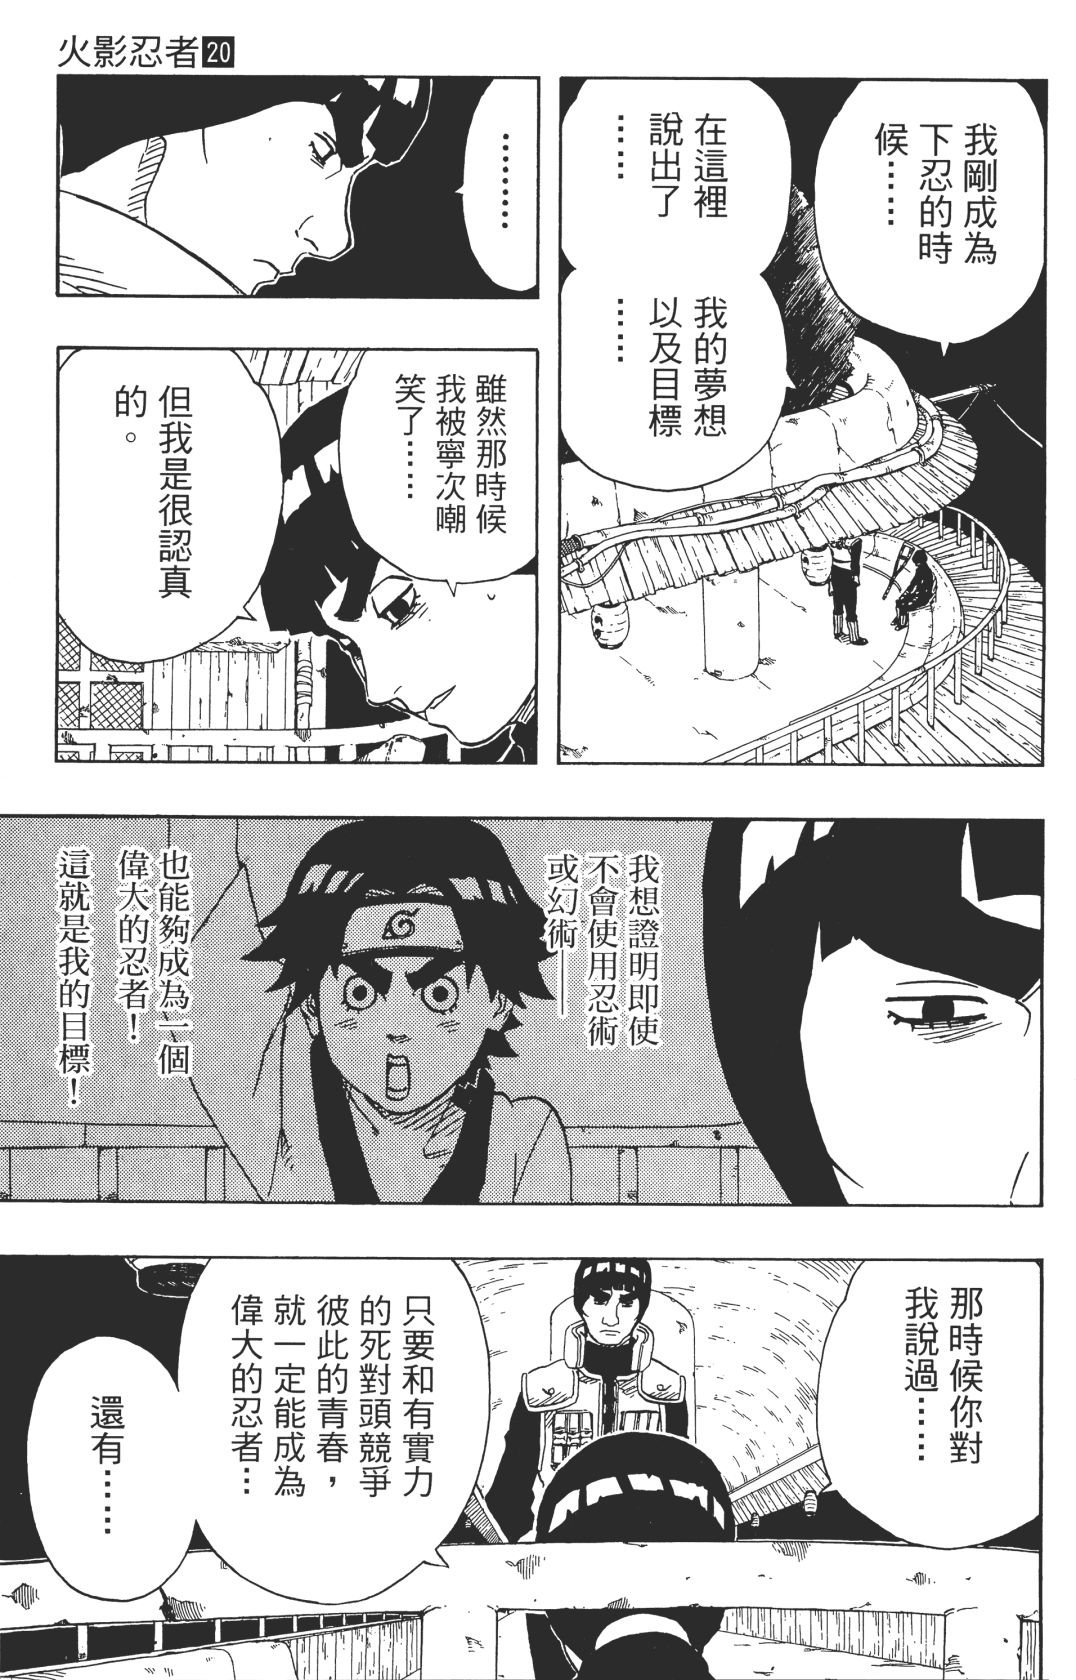 火影忍者20
我剛成為
下忍的時
候……
在這裡
說出了
……
我的夢想
以及目標
……
………
雖然那時候
我被寧次嘲
笑了……
但我是很認真
的。
我想證明即使
不會使用忍術
或幻術——
也能夠成為一個
偉大的忍者！
這就是我的目標！
那時候你對
我說過……
只要和有實力
的死對頭競爭
彼此的青春，
就一定能成為
偉大的忍者…
還有……